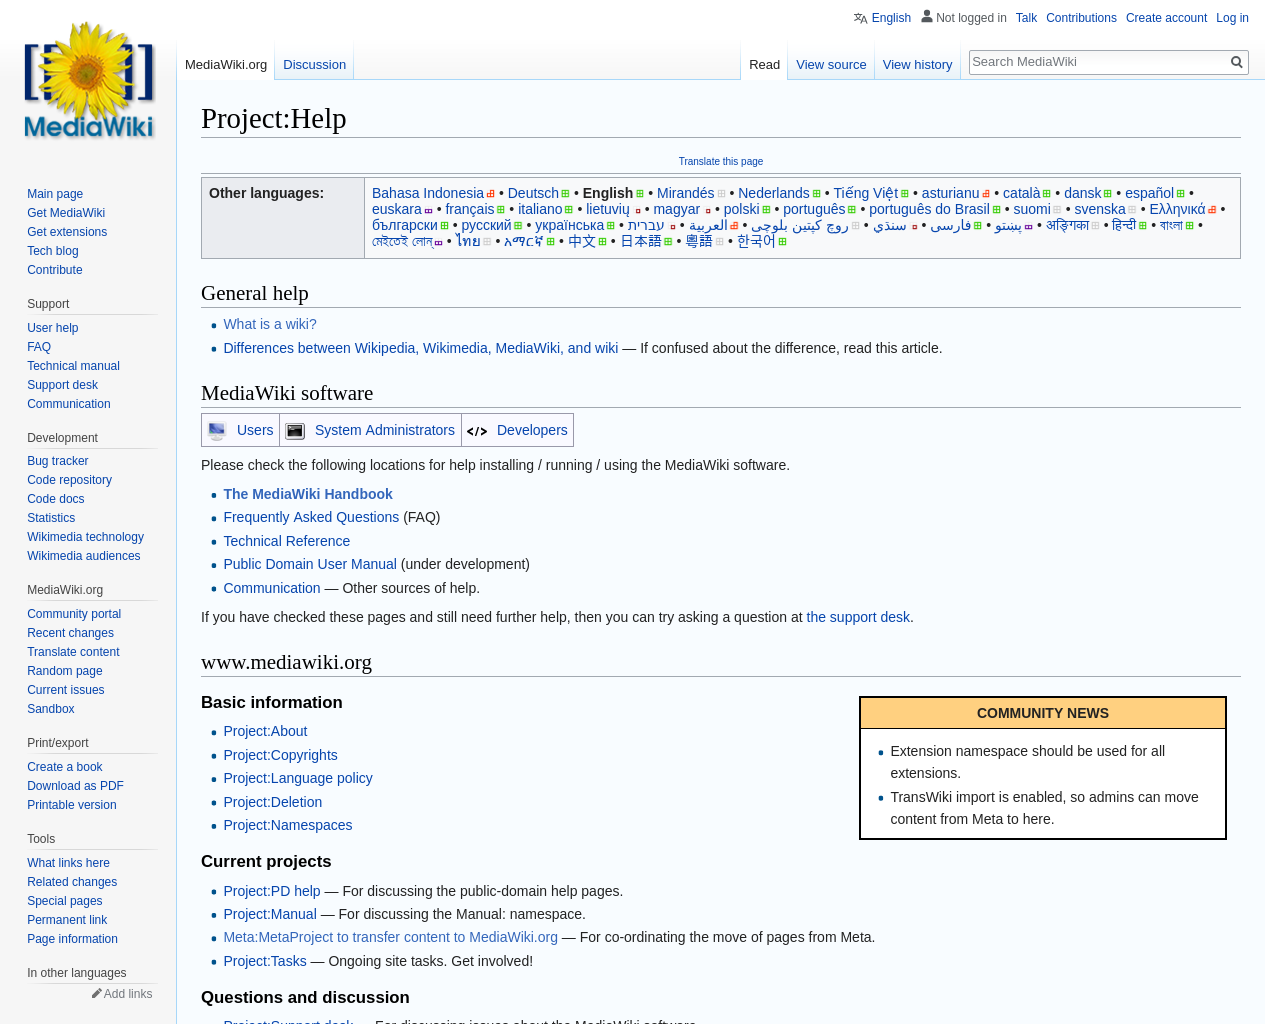 English Not logged in Talk Contributions Create account Log in
MediaWiki
MediaWiki.org Discussion Read View source View history Search MediaWiki
Main page
Get MediaWiki
Get extensions
Tech blog
Contribute
Support
User help
FAQ
Technical manual
Support desk
Communication
Development
Bug tracker
Code repository
Code docs
Statistics
Wikimedia technology
Wikimedia audiences
MediaWiki.org
Community portal
Recent changes
Translate content
Random page
Current issues
Sandbox
Print/export
Create a book
Download as PDF
Printable version
Tools
What links here
Related changes
Special pages
Permanent link
Page information
In other languages
Add links
Project:Help
Translate this page
Other languages:
Bahasa Indonesia • Deutsch • English • Mirandés • Nederlands • Tiếng Việt • asturianu • català • dansk • español •
euskara • français • italiano • lietuvių • magyar • polski • português • português do Brasil • suomi • svenska • Ελληνικά •
български • русский • українська • עברית • العربية • روچ کپتین بلوچی • سنڌي • فارسی • پښتو • अङ्गिका • हिन्दी • বাংলা •
মেইতেই লোন্ • ไทย • አማርኛ • 中文 • 日本語 • 粵語 • 한국어
General help
What is a wiki?
Differences between Wikipedia, Wikimedia, MediaWiki, and wiki — If confused about the difference, read this article.
MediaWiki software
Users System Administrators Developers
Please check the following locations for help installing / running / using the MediaWiki software.
The MediaWiki Handbook
Frequently Asked Questions (FAQ)
Technical Reference
Public Domain User Manual (under development)
Communication — Other sources of help.
If you have checked these pages and still need further help, then you can try asking a question at the support desk.
www.mediawiki.org
Basic information
Project:About
Project:Copyrights
Project:Language policy
Project:Deletion
Project:Namespaces
COMMUNITY NEWS
Extension namespace should be used for all
extensions.
TransWiki import is enabled, so admins can move
content from Meta to here.
Current projects
Project:PD help — For discussing the public-domain help pages.
Project:Manual — For discussing the Manual: namespace.
Meta:MetaProject to transfer content to MediaWiki.org — For co-ordinating the move of pages from Meta.
Project:Tasks — Ongoing site tasks. Get involved!
Questions and discussion
Project:Support desk — For discussing issues about the MediaWiki software.